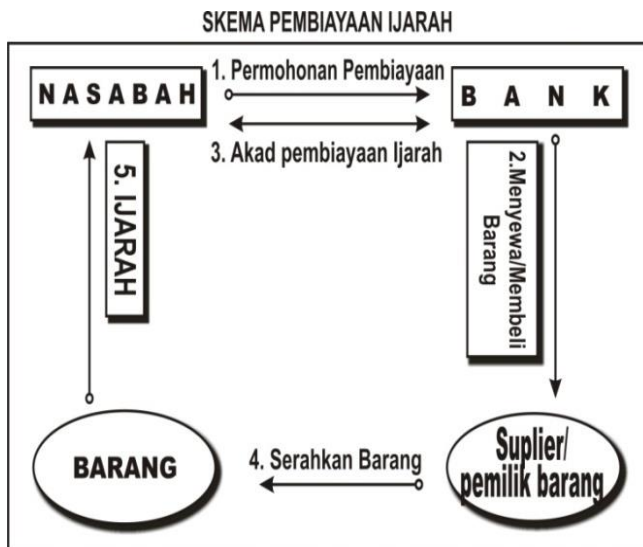 SKEMA PEMBIAYAAN IJARAH
1. Permohonan Pembiayaan
NASABAH
BANK
3. Akad pembiayaan Ijarah
2.Menyewa/Membeli
Barang
5. IJARAH
Suplier/
pemilik barang
BARANG
4. Serahkan Barang